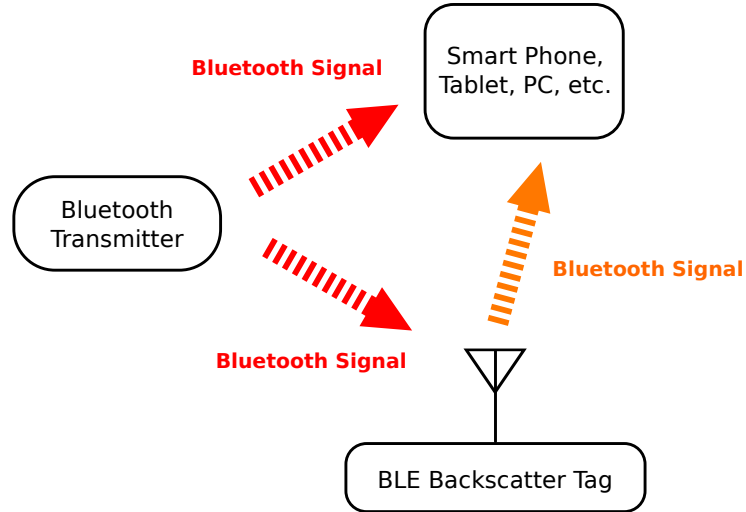 Bluetooth Signal
Smart Phone,
Tablet, PC, etc.
Bluetooth
Transmitter
Bluetooth Signal
Bluetooth Signal
BLE Backscatter Tag